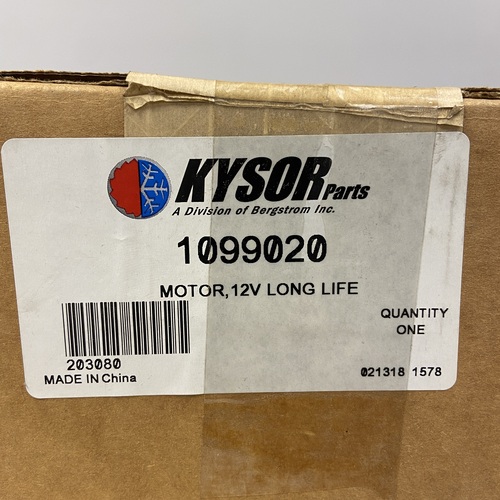 KYSOR Parts
A Division of Bergstrom Inc.
1099020
MOTOR,12V LONG LIFE
QUANTITY
ONE
203080
MADE IN China
021318 1578